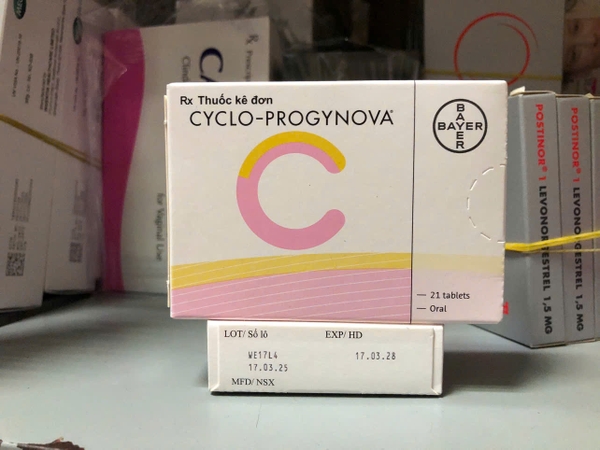 Rx Thuốc kê đơn
CYCLO-PROGYNOVA®
BAYER
BAYER
21 tablets
Oral
LOT/ Số lô EXP/ HD
WE17L4 17.03.28
17.03.25
MFD/ NSX
for Vaginal Use
POSTINOR® 1 LEVONORGESTREL 1,5 MG
POSTINOR® 1 LEVONORGESTREL 1,5 MG